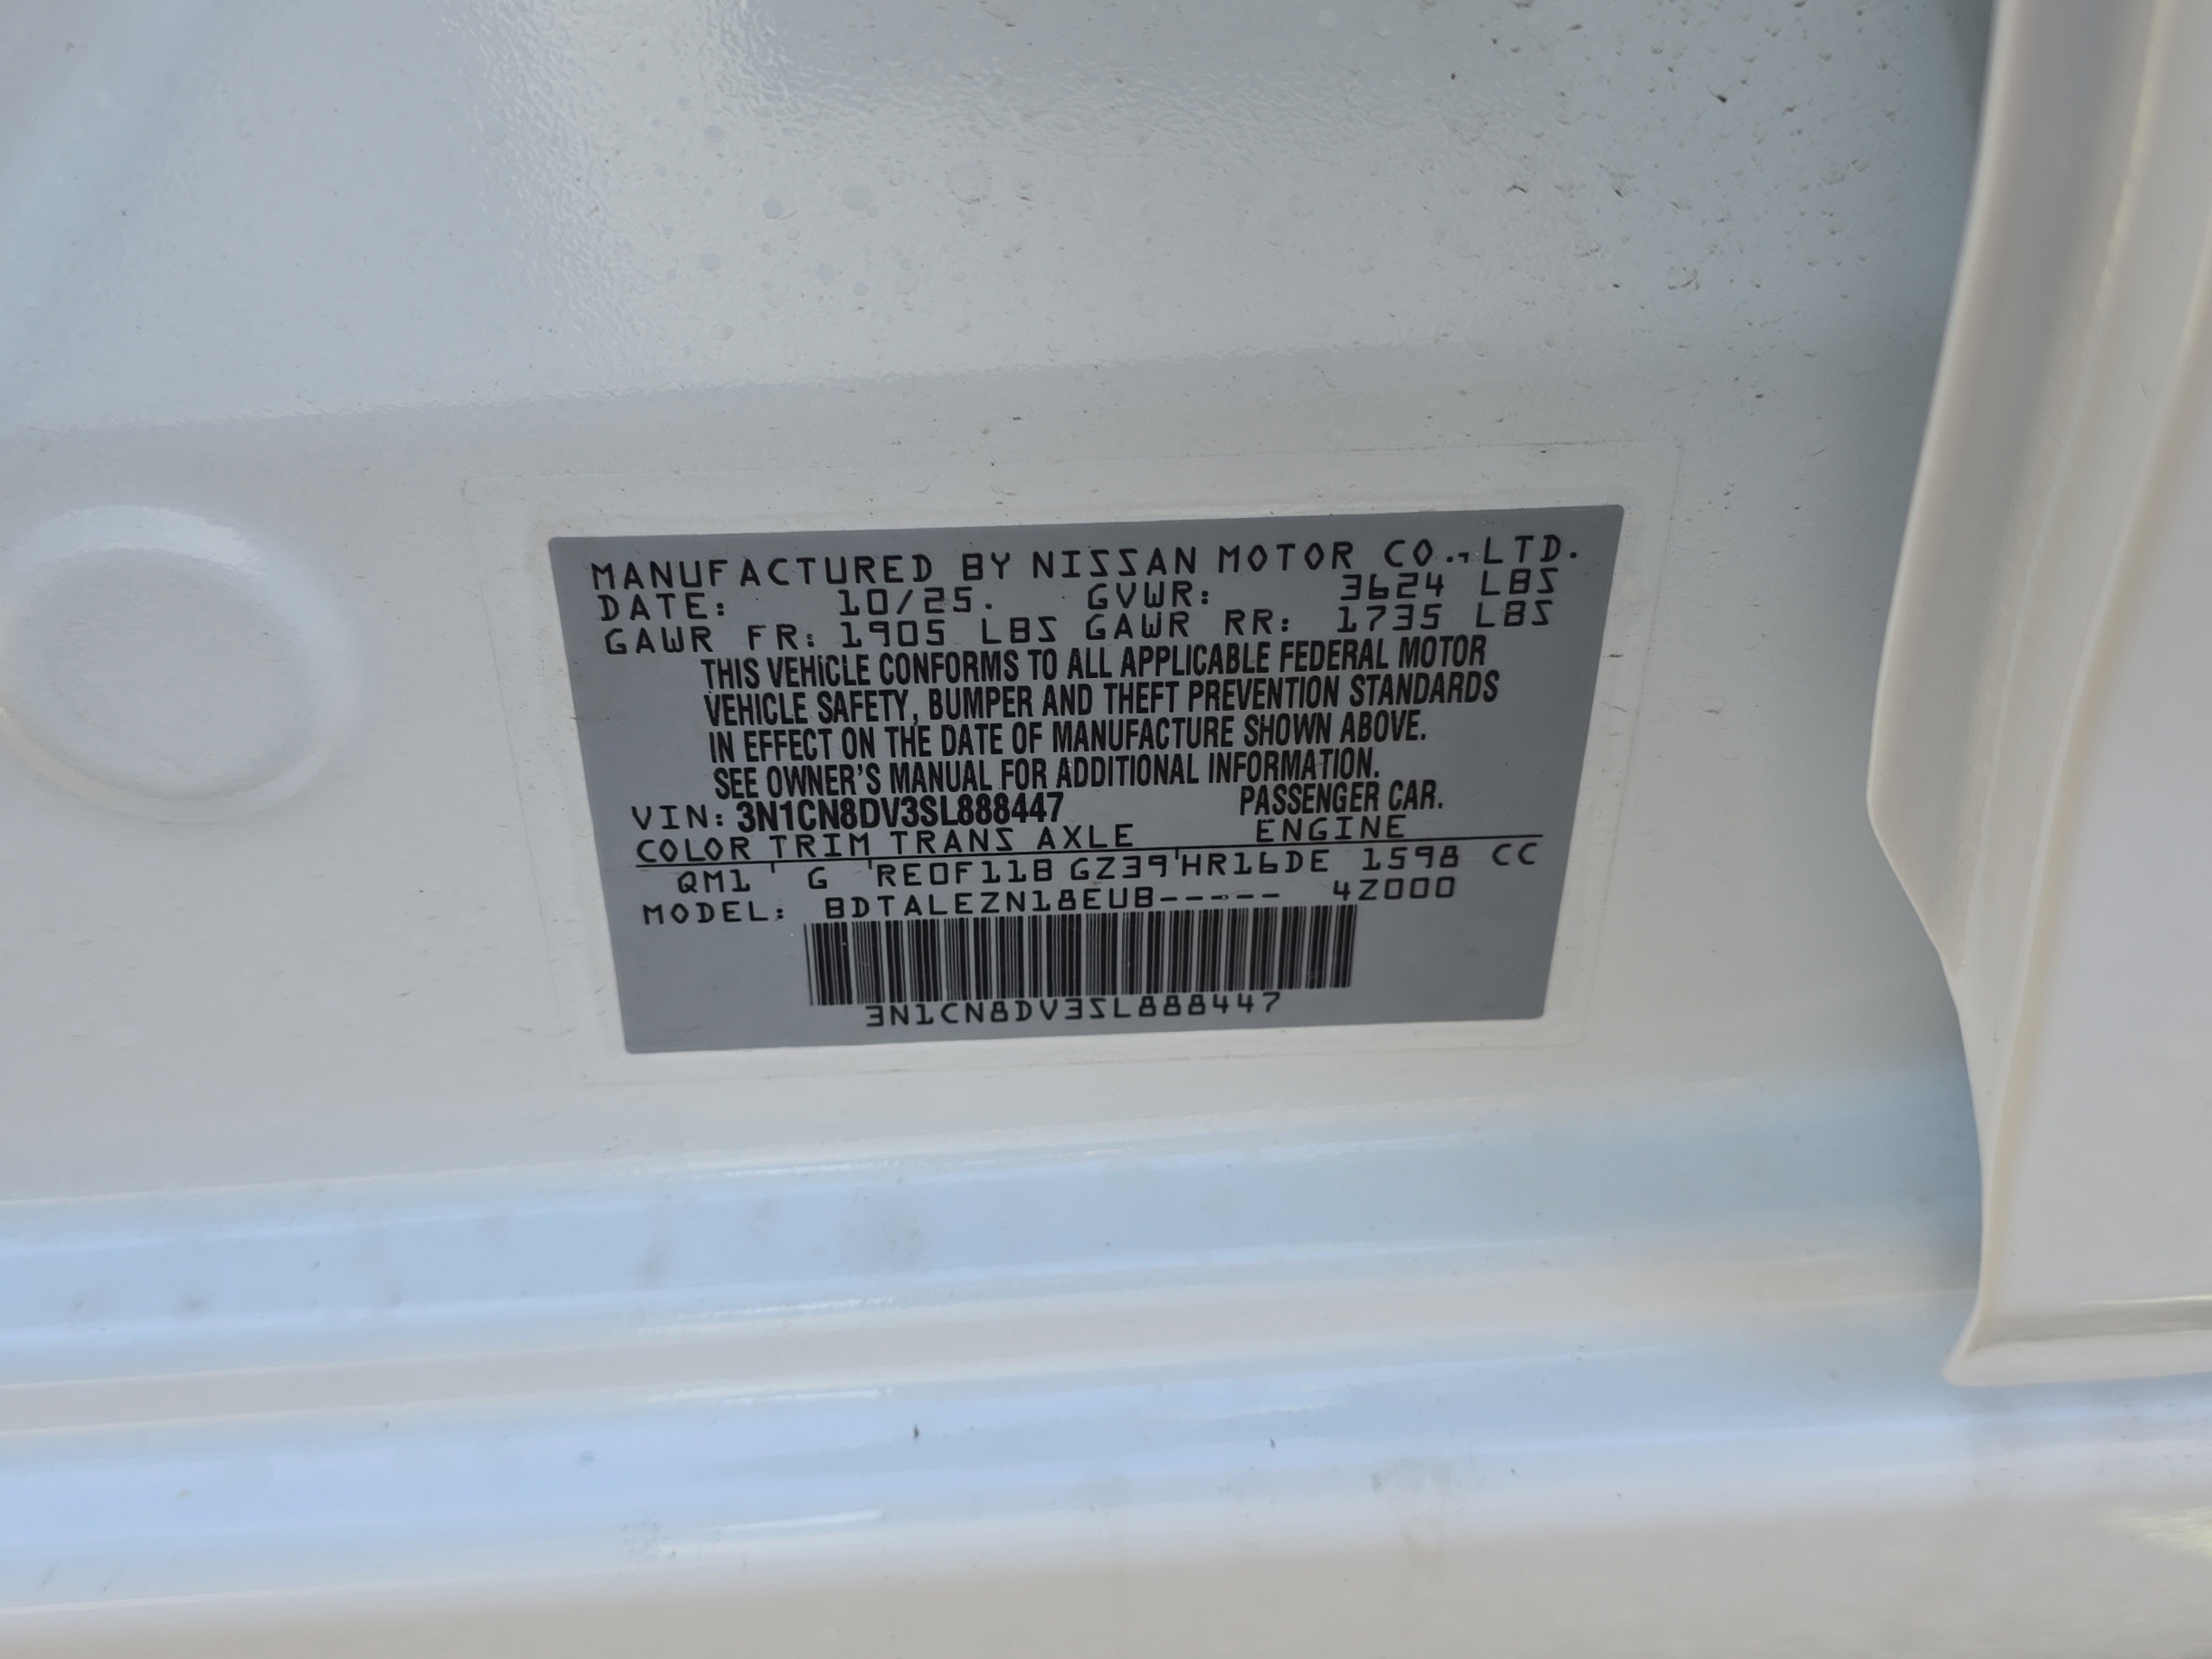 MANUFACTURED BY NISSAN MOTOR CO., LTD.
DATE: 10/25. GVWR: 3624 LBS
GAWR FR: 1905 LBS GAWR RR: 1735 LBS
THIS VEHICLE CONFORMS TO ALL APPLICABLE FEDERAL MOTOR
VEHICLE SAFETY, BUMPER AND THEFT PREVENTION STANDARDS
IN EFFECT ON THE DATE OF MANUFACTURE SHOWN ABOVE.
SEE OWNER'S MANUAL FOR ADDITIONAL INFORMATION.
VIN: 3N1CN8DV3SL888447 PASSENGER CAR.
COLOR TRIM TRANS AXLE ENGINE
QM1 G RE0F11B GZ39 HR16DE 1598 CC
MODEL: BDTALEZN18EUB----- 4Z000
3N1CN8DV3SL888447